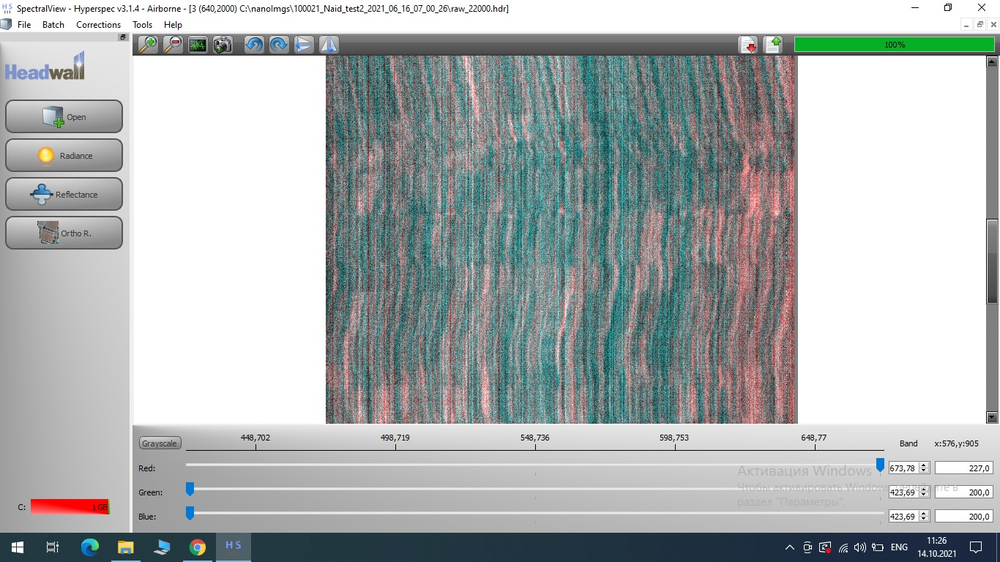 SpectralView - Hyperspec v3.1.4 - Airborne - [3 (640,2000) C:\nanoImgs\100021_Naid_test2_2021_06_16_07_00_26\raw_22000.hdr]
File Batch Corrections Tools Help
100%
Headwall
Open
Radiance
Reflectance
Ortho R.
448,702 498,719 548,736 598,753 648,77
Grayscale Band x:576,y:905
Red: 673,78 227,0
Green: 423,69 200,0
Blue: 423,69 200,0
Активация Windows
Чтобы активировать Windows, перейдите в
раздел "Параметры".
C: 1 GB
H S
ENG
11:26
14.10.2021